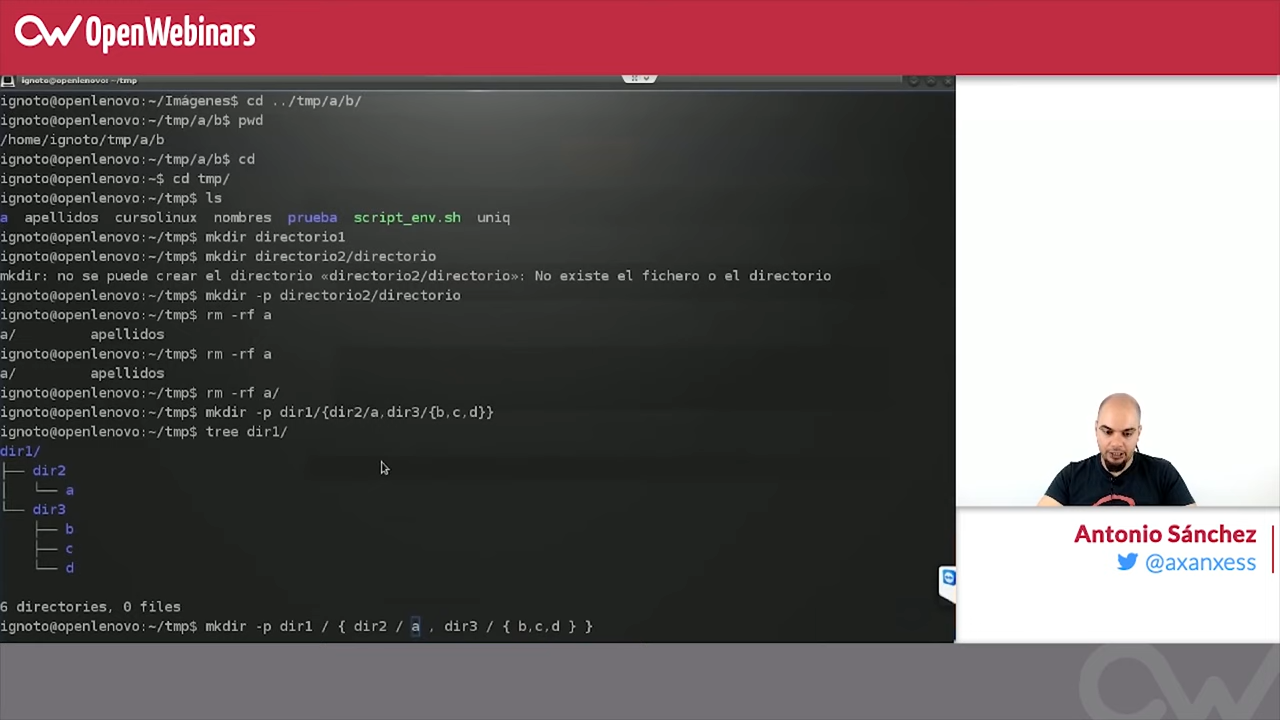 OpenWebinars
ignoto@openlenovo: ~/tmp
ignoto@openlenovo:~/Imágenes$ cd ../tmp/a/b/
ignoto@openlenovo:~/tmp/a/b$ pwd
/home/ignoto/tmp/a/b
ignoto@openlenovo:~/tmp/a/b$ cd
ignoto@openlenovo:~$ cd tmp/
ignoto@openlenovo:~/tmp$ ls
a apellidos cursolinux nombres prueba script_env.sh uniq
ignoto@openlenovo:~/tmp$ mkdir directorio1
ignoto@openlenovo:~/tmp$ mkdir directorio2/directorio
mkdir: no se puede crear el directorio «directorio2/directorio»: No existe el fichero o el directorio
ignoto@openlenovo:~/tmp$ mkdir -p directorio2/directorio
ignoto@openlenovo:~/tmp$ rm -rf a
a/ apellidos
ignoto@openlenovo:~/tmp$ rm -rf a
a/ apellidos
ignoto@openlenovo:~/tmp$ rm -rf a/
ignoto@openlenovo:~/tmp$ mkdir -p dir1/{dir2/a,dir3/{b,c,d}}
ignoto@openlenovo:~/tmp$ tree dir1/
dir1/
├── dir2
│   └── a
└── dir3
    ├── b
    ├── c
    └── d
6 directories, 0 files
ignoto@openlenovo:~/tmp$ mkdir -p dir1 / { dir2 / a , dir3 / { b,c,d } }
Antonio Sánchez
@axanxess